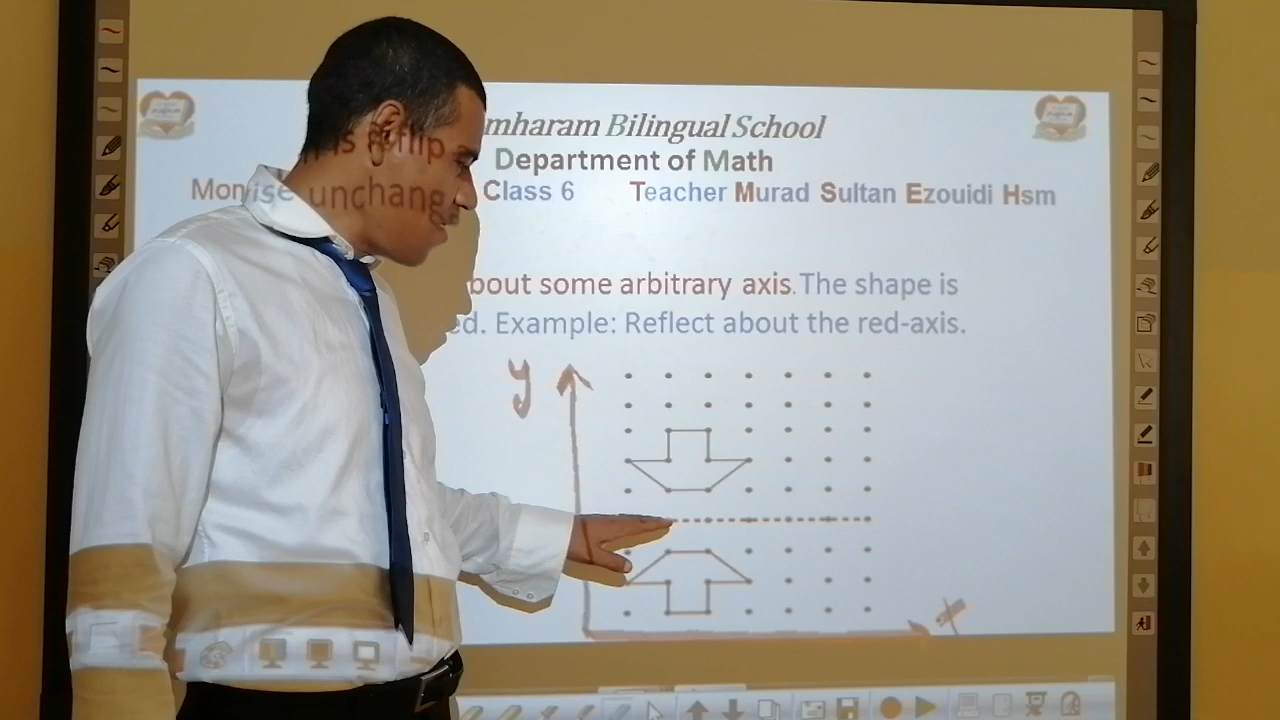 mharam Bilingual School
Department of Math
Class 6 Teacher Murad Sultan Ezouidi Hsm
bout some arbitrary axis. The shape is
unchang ed. Example: Reflect about the red-axis.
y
x